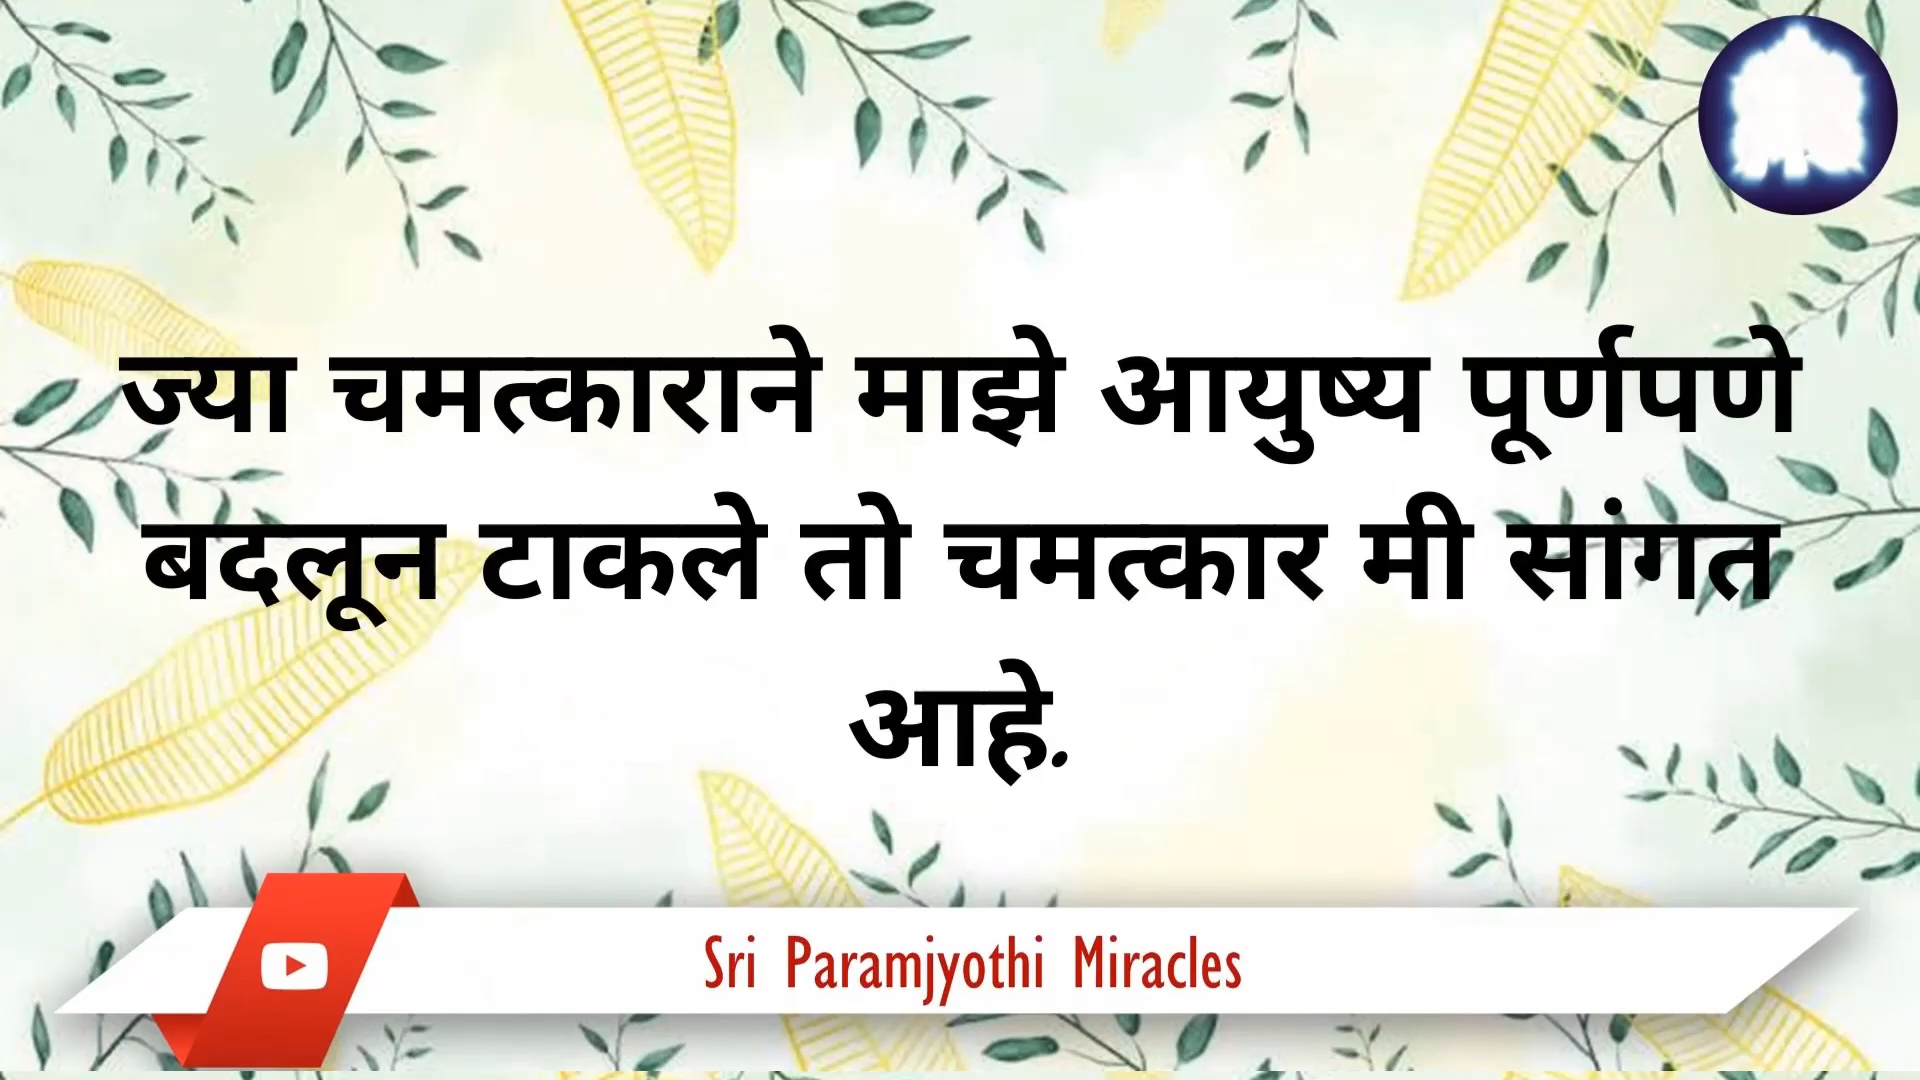 ज्या चमत्काराने माझे आयुष्य पूर्णपणे
बदलून टाकले तो चमत्कार मी सांगत
आहे.
Sri Paramjyothi Miracles